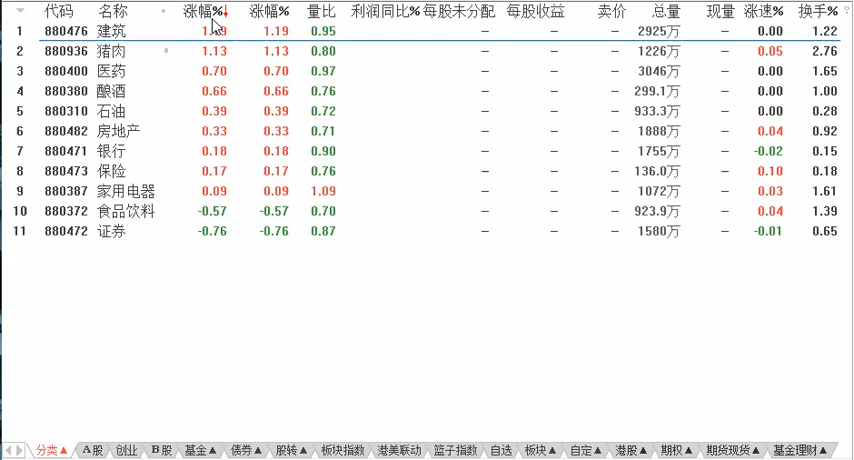 代码 名称 涨幅%↓ 涨幅% 量比 利润同比% 每股未分配 每股收益 卖价 总量 现量 涨速% 换手%
1 880476 建筑 1.19 0.95 – – – 2925万 – 0.00 1.22
2 880936 猪肉 1.13 1.13 0.80 – – – 1226万 – 0.05 2.76
3 880400 医药 0.70 0.70 0.97 – – – 3046万 – 0.00 1.65
4 880380 酿酒 0.66 0.66 0.76 – – – 299.1万 – 0.00 1.00
5 880310 石油 0.39 0.39 0.72 – – – 933.3万 – 0.00 0.28
6 880482 房地产 0.33 0.33 0.71 – – – 1888万 – 0.04 0.92
7 880471 银行 0.18 0.18 0.90 – – – 1755万 – -0.02 0.15
8 880473 保险 0.17 0.17 0.76 – – – 136.0万 – 0.10 0.18
9 880387 家用电器 0.09 0.09 1.09 – – – 1072万 – 0.03 1.61
10 880372 食品饮料 -0.57 -0.57 0.70 – – – 923.9万 – 0.04 1.39
11 880472 证券 -0.76 -0.76 0.87 – – – 1580万 – -0.01 0.65
分类▲ A股 创业 B股 基金▲ 债券▲ 股转▲ 板块指数 港美联动 篮子指数 自选 板块▲ 自定▲ 港股▲ 期权▲ 期货现货▲ 基金理财▲